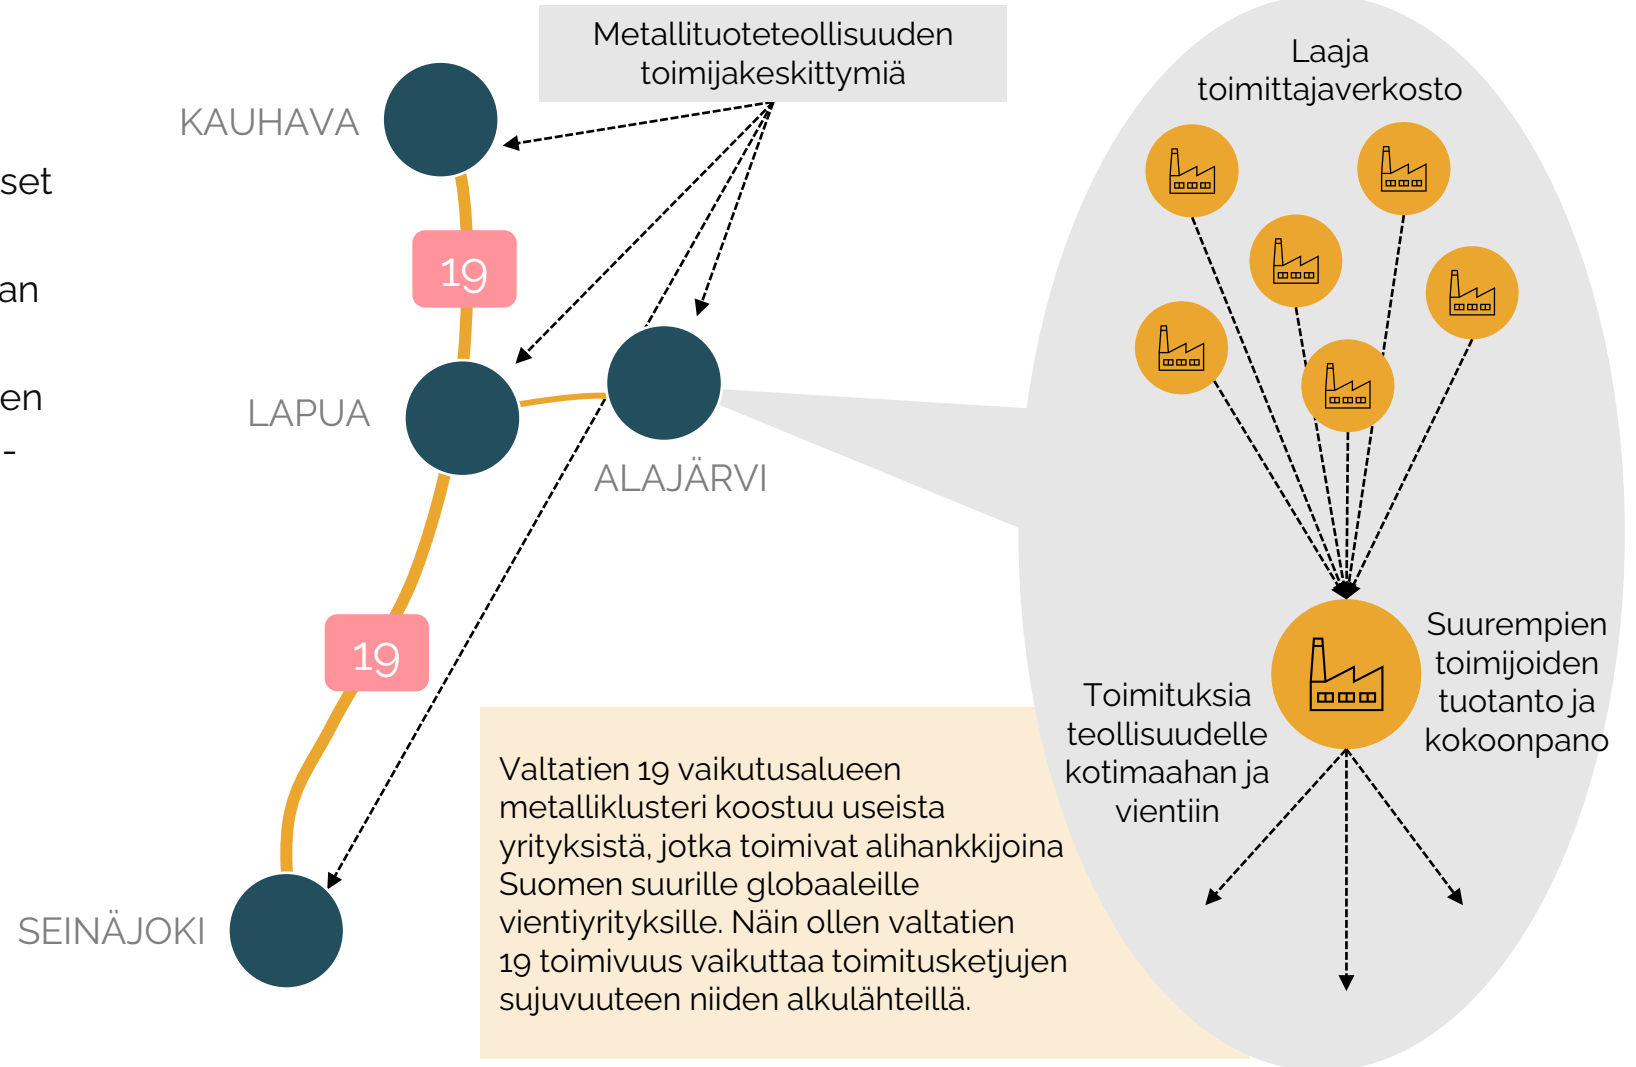 set
an
en
-
Metallituoteteollisuuden
toimijakeskittymiä
KAUHAVA
19
LAPUA
ALAJÄRVI
19
SEINÄJOKI
Valtatien 19 vaikutusalueen
metalliklusteri koostuu useista
yrityksistä, jotka toimivat alihankkijoina
Suomen suurille globaaleille
vientiyrityksille. Näin ollen valtatien
19 toimivuus vaikuttaa toimitusketjujen
sujuvuuteen niiden alkulähteillä.
Laaja
toimittajaverkosto
Suurempien
toimijoiden
tuotanto ja
kokoonpano
Toimituksia
teollisuudelle
kotimaahan ja
vientiin